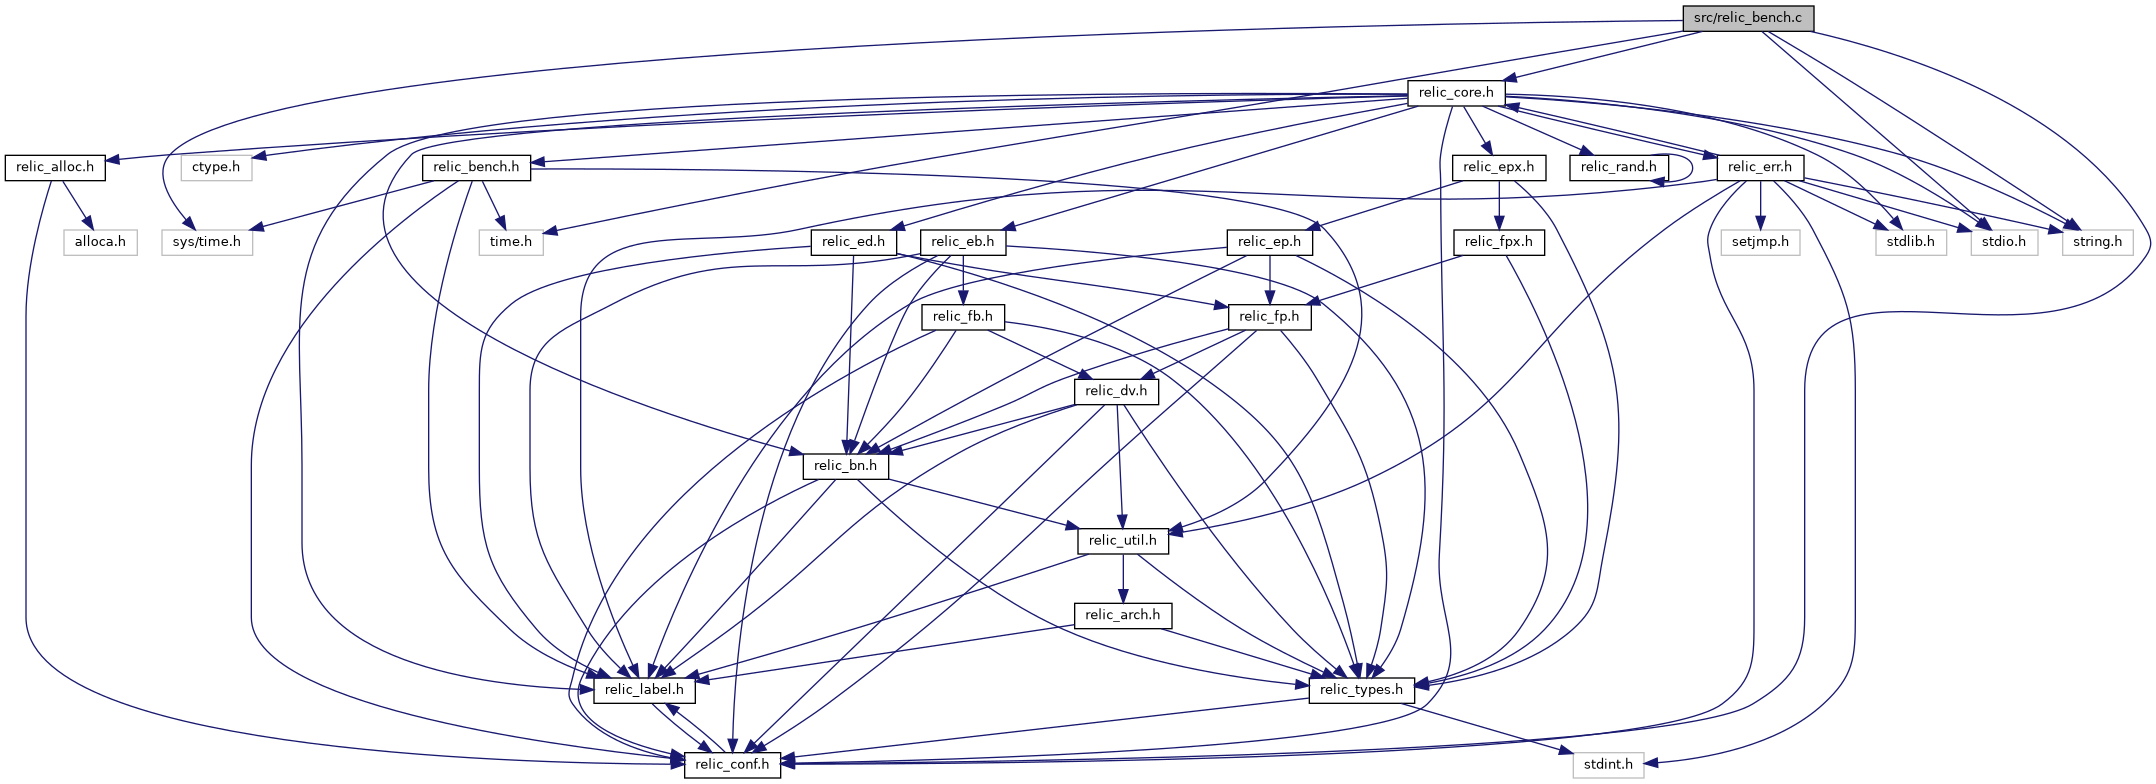 src/relic_bench.c
relic_core.h
relic_alloc.h
ctype.h
relic_bench.h
relic_epx.h
relic_rand.h
relic_err.h
alloca.h
sys/time.h
time.h
relic_ed.h
relic_eb.h
relic_ep.h
relic_fpx.h
setjmp.h
stdlib.h
stdio.h
string.h
relic_fb.h
relic_fp.h
relic_dv.h
relic_bn.h
relic_util.h
relic_arch.h
relic_label.h
relic_types.h
relic_conf.h
stdint.h